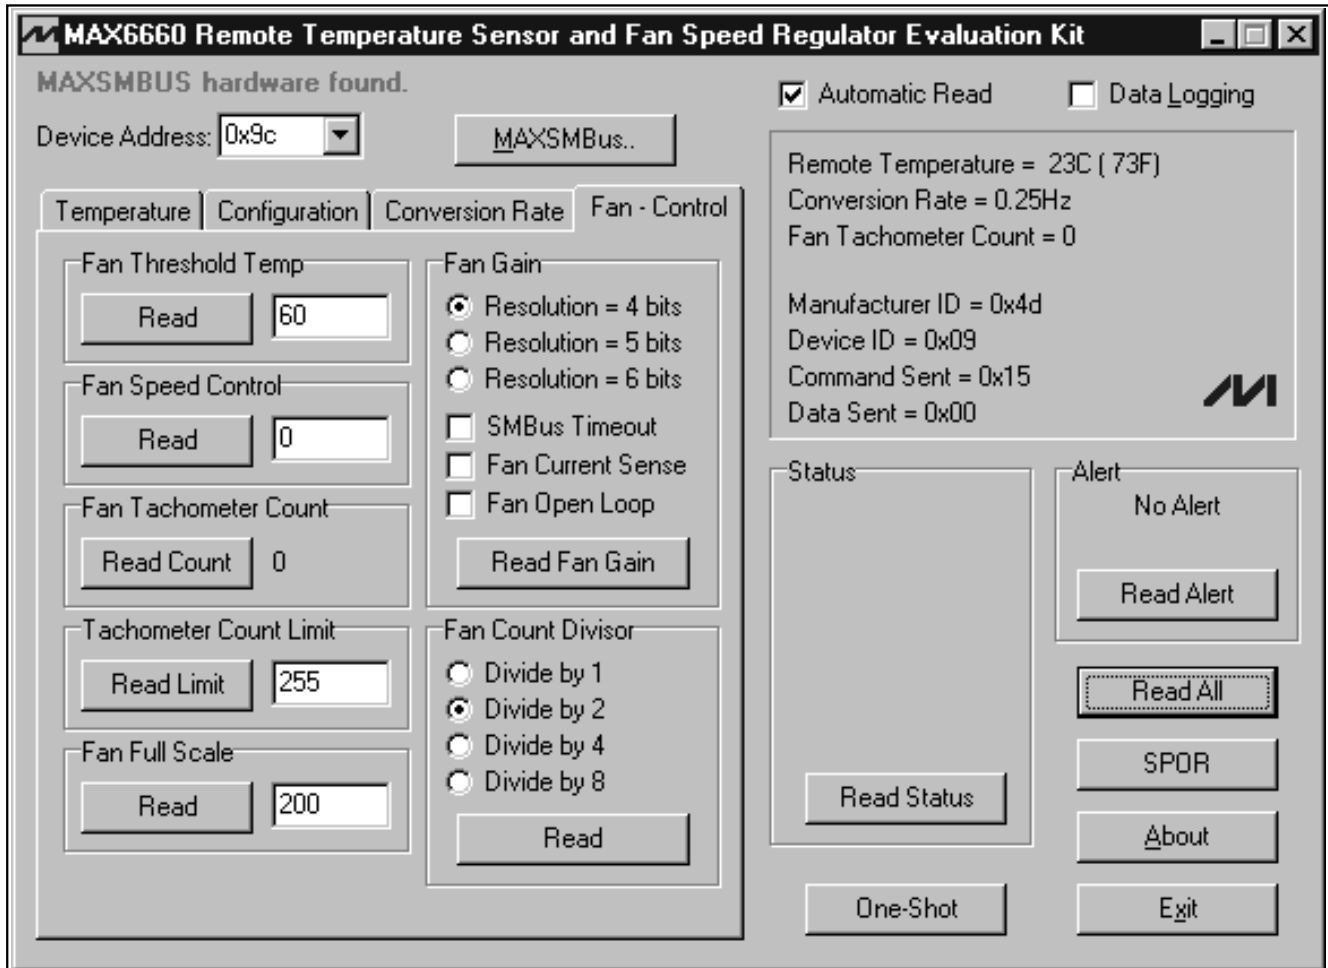 MAX6660 Remote Temperature Sensor and Fan Speed Regulator Evaluation Kit
MAXSMBUS hardware found.
Device Address: 0x9c
MAXSMBus..
Automatic Read
Data Logging
Temperature
Configuration
Conversion Rate
Fan - Control
Fan Threshold Temp
Read
60
Fan Speed Control
Read
0
Fan Tachometer Count
Read Count
0
Tachometer Count Limit
Read Limit
255
Fan Full Scale
Read
200
Fan Gain
Resolution = 4 bits
Resolution = 5 bits
Resolution = 6 bits
SMBus Timeout
Fan Current Sense
Fan Open Loop
Read Fan Gain
Fan Count Divisor
Divide by 1
Divide by 2
Divide by 4
Divide by 8
Read
Remote Temperature = 23C ( 73F)
Conversion Rate = 0.25Hz
Fan Tachometer Count = 0
Manufacturer ID = 0x4d
Device ID = 0x09
Command Sent = 0x15
Data Sent = 0x00
Status
Read Status
One-Shot
Alert
No Alert
Read Alert
Read All
SPOR
About
Exit